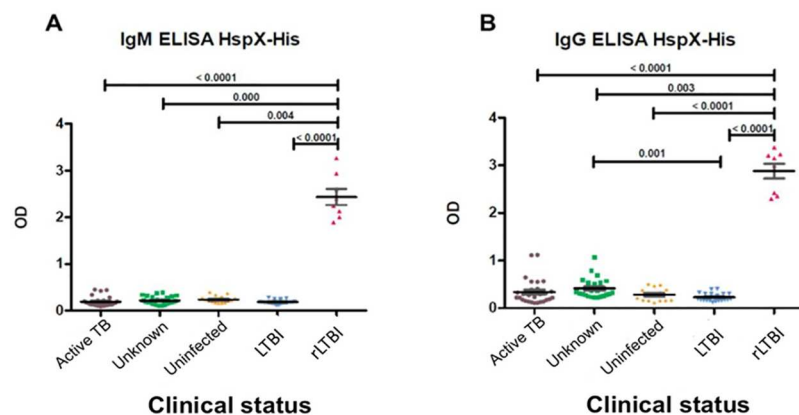 A
IgM ELISA HspX-His
< 0.0001
0.000
0.004
< 0.0001
4
3
2
1
0
OD
Active TB
Unknown
Uninfected
LTBI
rLTBI
Clinical status
B
IgG ELISA HspX-His
< 0.0001
0.003
< 0.0001
< 0.0001
0.001
4
3
2
1
0
OD
Active TB
Unknown
Uninfected
LTBI
rLTBI
Clinical status